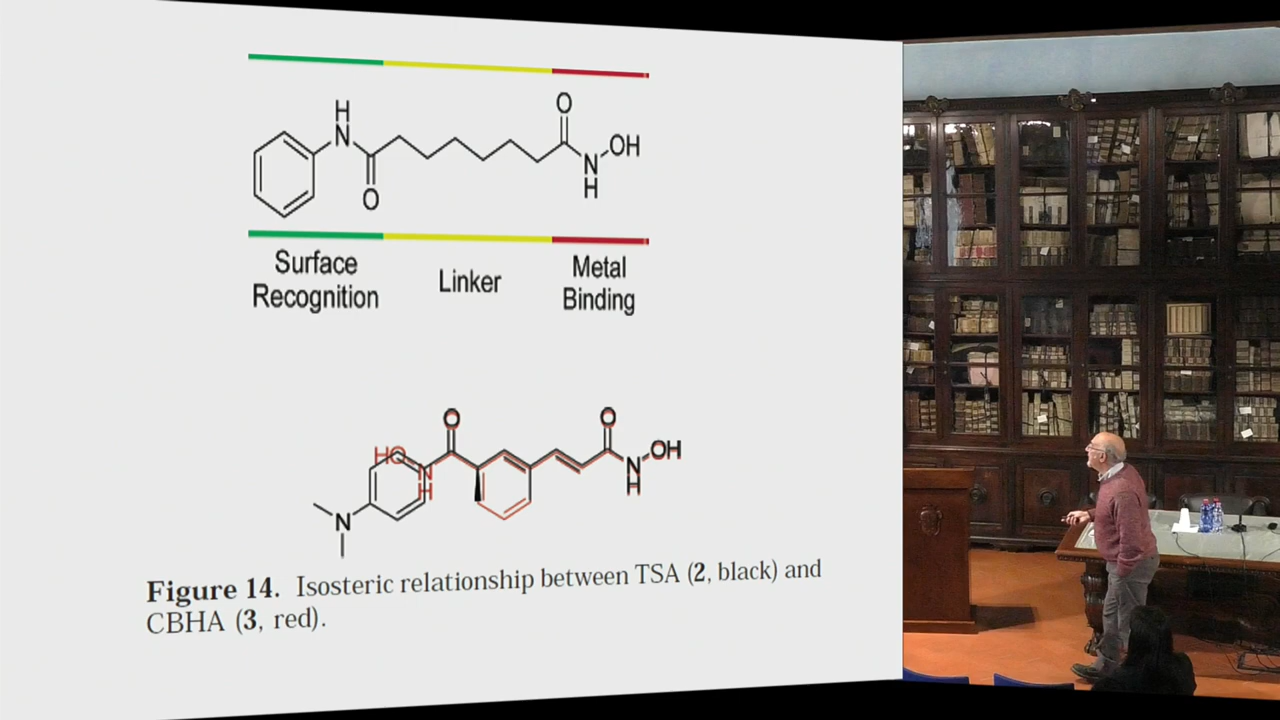 H
N
O
O
N
H
OH
Surface
Recognition
Linker
Metal
Binding
O
O
HO
N
H
N
H
OH
N
Figure 14. Isosteric relationship between TSA (2, black) and
CBHA (3, red).